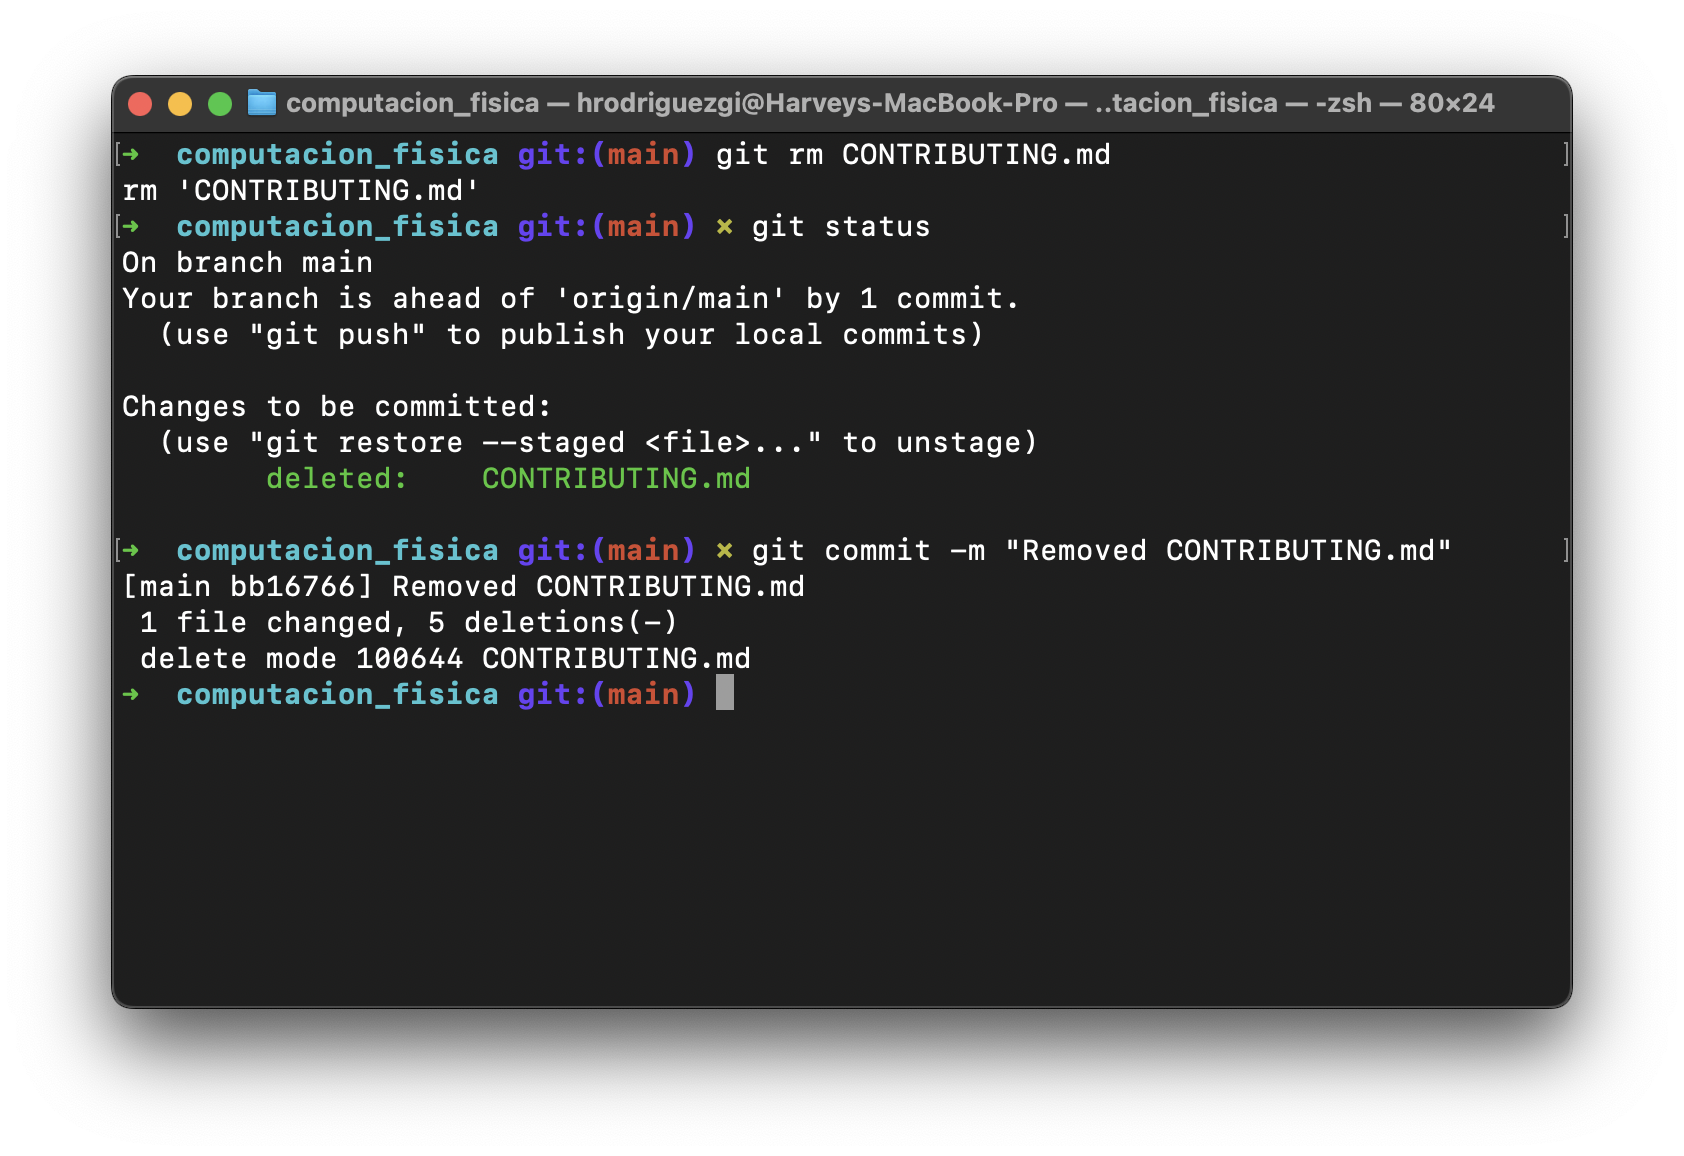 computacion_fisica — hrodriguezgi@Harveys-MacBook-Pro — ..tacion_fisica — -zsh — 80×24
[➜  computacion_fisica git:(main) git rm CONTRIBUTING.md ]
rm 'CONTRIBUTING.md'
[➜  computacion_fisica git:(main) ✗ git status ]
On branch main
Your branch is ahead of 'origin/main' by 1 commit.
  (use "git push" to publish your local commits)

Changes to be committed:
  (use "git restore --staged <file>..." to unstage)
        deleted:    CONTRIBUTING.md

[➜  computacion_fisica git:(main) ✗ git commit -m "Removed CONTRIBUTING.md" ]
[main bb16766] Removed CONTRIBUTING.md
 1 file changed, 5 deletions(-)
 delete mode 100644 CONTRIBUTING.md
➜  computacion_fisica git:(main)